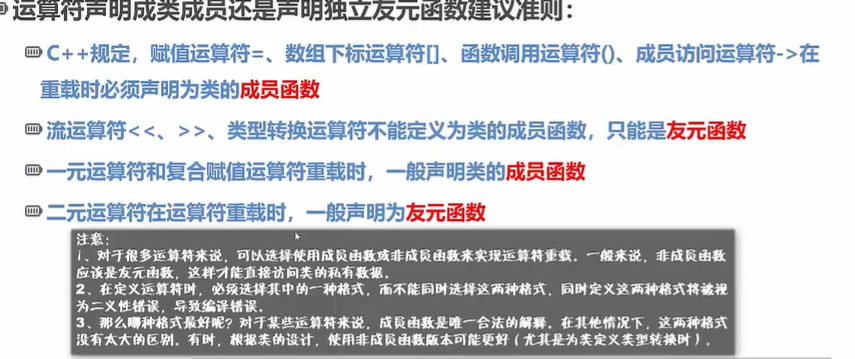 运算符声明成类成员还是声明独立友元函数建议准则：
C++规定，赋值运算符=、数组下标运算符[]、函数调用运算符()、成员访问运算符->在
重载时必须声明为类的成员函数
流运算符<<、>>、类型转换运算符不能定义为类的成员函数，只能是友元函数
一元运算符和复合赋值运算符重载时，一般声明类的成员函数
二元运算符在运算符重载时，一般声明为友元函数
注意：
1、对于很多运算符来说，可以选择使用成员函数或非成员函数来实现运算符重载。一般来说，非成员函数
应该是友元函数，这样才能直接访问类的私有数据。
2、在定义运算符时，必须选择其中的一种格式，而不能同时选择这两种格式，同时定义这两种格式将被视
为二义性错误，导致编译错误。
3、那么哪种格式最好呢？对于某些运算符来说，成员函数是唯一合法的解释。在其他情况下，这两种格式
没有太大的区别。有时，根据类的设计，使用非成员函数版本可能更好（尤其是为类定义类型转换时）。